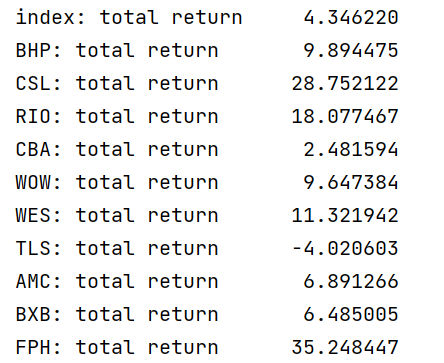 index: total return 4.346220
BHP: total return 9.894475
CSL: total return 28.752122
RIO: total return 18.077467
CBA: total return 2.481594
WOW: total return 9.647384
WES: total return 11.321942
TLS: total return -4.020603
AMC: total return 6.891266
BXB: total return 6.485005
FPH: total return 35.248447